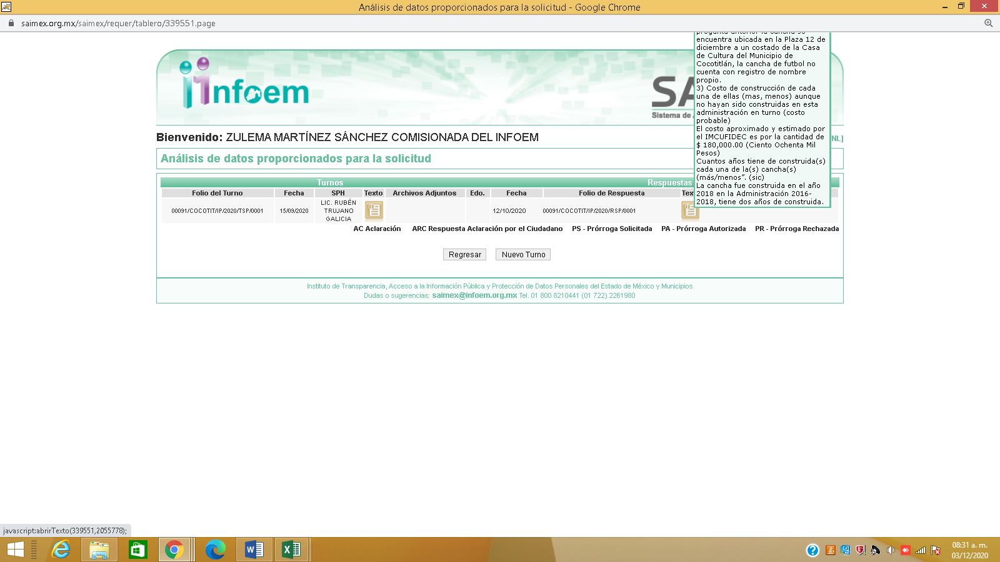 Análisis de datos proporcionados para la solicitud - Google Chrome
saimex.org.mx/saimex/requer/tablero/339551.page
infoem
SA
Sistema de A
encuentra ubicada en la Plaza 12 de
diciembre a un costado de la Casa
de Cultura del Municipio de
Cocotitlán, la cancha de futbol no
cuenta con registro de nombre
propio.
3) Costo de construcción de cada
una de ellas (mas, menos) aunque
no hayan sido construidas en esta
administración en turno (costo
probable)
El costo aproximado y estimado por
el IMCUFIDEC es por la cantidad de
$ 180,000.00 (Ciento Ochenta Mil
Pesos)
Cuantos años tiene de construida(s)
cada una de la(s) cancha(s)
(más/menos”. (sic)
La cancha fue construida en el año
2018 en la Administración 2016-
2018, tiene dos años de construida.
Bienvenido: ZULEMA MARTÍNEZ SÁNCHEZ COMISIONADA DEL INFOEM
NL]
Análisis de datos proporcionados para la solicitud
Turnos Respuestas
Folio del Turno Fecha SPH Texto Archivos Adjuntos Edo. Fecha Folio de Respuesta Tex
00091/COCOTIT/IP/2020/TSP/0001 15/09/2020 LIC. RUBÉN TRUJANO GALICIA 12/10/2020 00091/COCOTIT/IP/2020/RSP/0001
AC Aclaración ARC Respuesta Aclaración por el Ciudadano PS - Prórroga Solicitada PA - Prórroga Autorizada PR - Prórroga Rechazada
Regresar Nuevo Turno
Instituto de Transparencia, Acceso a la Información Pública y Protección de Datos Personales del Estado de México y Municipios
Dudas o sugerencias: saimex@infoem.org.mx Tel. 01 800 8210441 (01 722) 2261980
javascript:abrirTexto(339551,2055778);
08:31 a. m.
03/12/2020